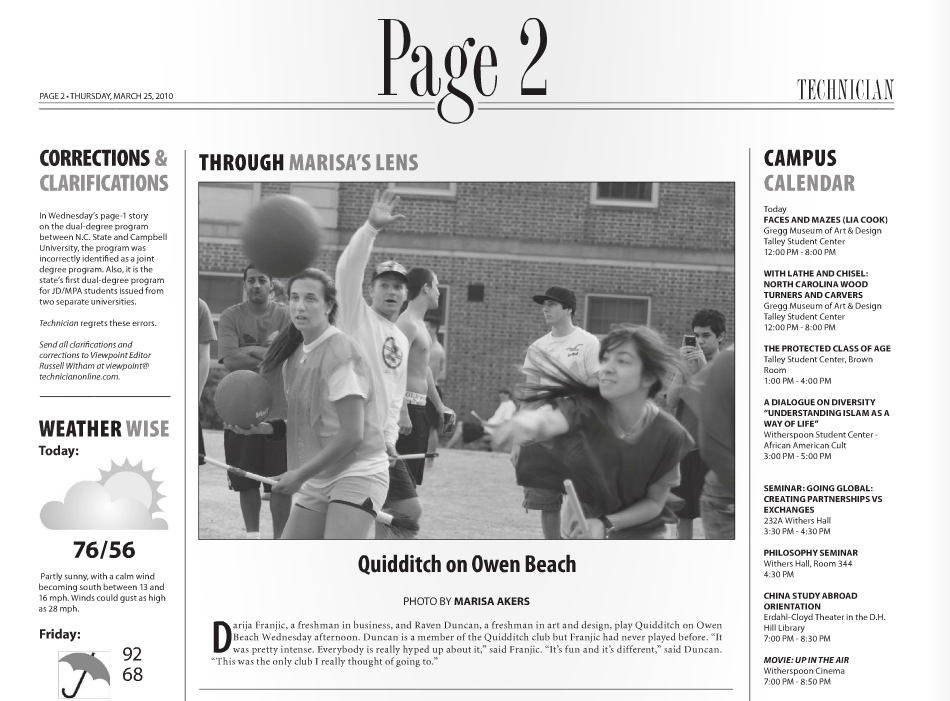 Page 2
PAGE 2 • THURSDAY, MARCH 25, 2010
TECHNICIAN
CORRECTIONS &
CLARIFICATIONS
In Wednesday's page-1 story
on the dual-degree program
between N.C. State and Campbell
University, the program was
incorrectly identified as a joint
degree program. Also, it is the
state's first dual-degree program
for JD/MPA students issued from
two separate universities.
Technician regrets these errors.
Send all clarifications and
corrections to Viewpoint Editor
Russell Witham at viewpoint@
technicianonline.com.
WEATHER WISE
Today:
76/56
Partly sunny, with a calm wind
becoming south between 13 and
16 mph. Winds could gust as high
as 28 mph.
Friday:
92
68
THROUGH MARISA'S LENS
Quidditch on Owen Beach
PHOTO BY MARISA AKERS
Darija Franjic, a freshman in business, and Raven Duncan, a freshman in art and design, play Quidditch on Owen
Beach Wednesday afternoon. Duncan is a member of the Quidditch club but Franjic had never played before. "It
was pretty intense. Everybody is really hyped up about it," said Franjic. "It's fun and it's different," said Duncan.
"This was the only club I really thought of going to."
CAMPUS
CALENDAR
Today
FACES AND MAZES (LIA COOK)
Gregg Museum of Art & Design
Talley Student Center
12:00 PM - 8:00 PM
WITH LATHE AND CHISEL:
NORTH CAROLINA WOOD
TURNERS AND CARVERS
Gregg Museum of Art & Design
Talley Student Center
12:00 PM - 8:00 PM
THE PROTECTED CLASS OF AGE
Talley Student Center, Brown
Room
1:00 PM - 4:00 PM
A DIALOGUE ON DIVERSITY
"UNDERSTANDING ISLAM AS A
WAY OF LIFE"
Witherspoon Student Center -
African American Cult
3:00 PM - 5:00 PM
SEMINAR: GOING GLOBAL:
CREATING PARTNERSHIPS VS
EXCHANGES
232A Withers Hall
3:30 PM - 4:30 PM
PHILOSOPHY SEMINAR
Withers Hall, Room 344
4:30 PM
CHINA STUDY ABROAD
ORIENTATION
Erdahl-Cloyd Theater in the D.H.
Hill Library
7:00 PM - 8:30 PM
MOVIE: UP IN THE AIR
Witherspoon Cinema
7:00 PM - 8:50 PM